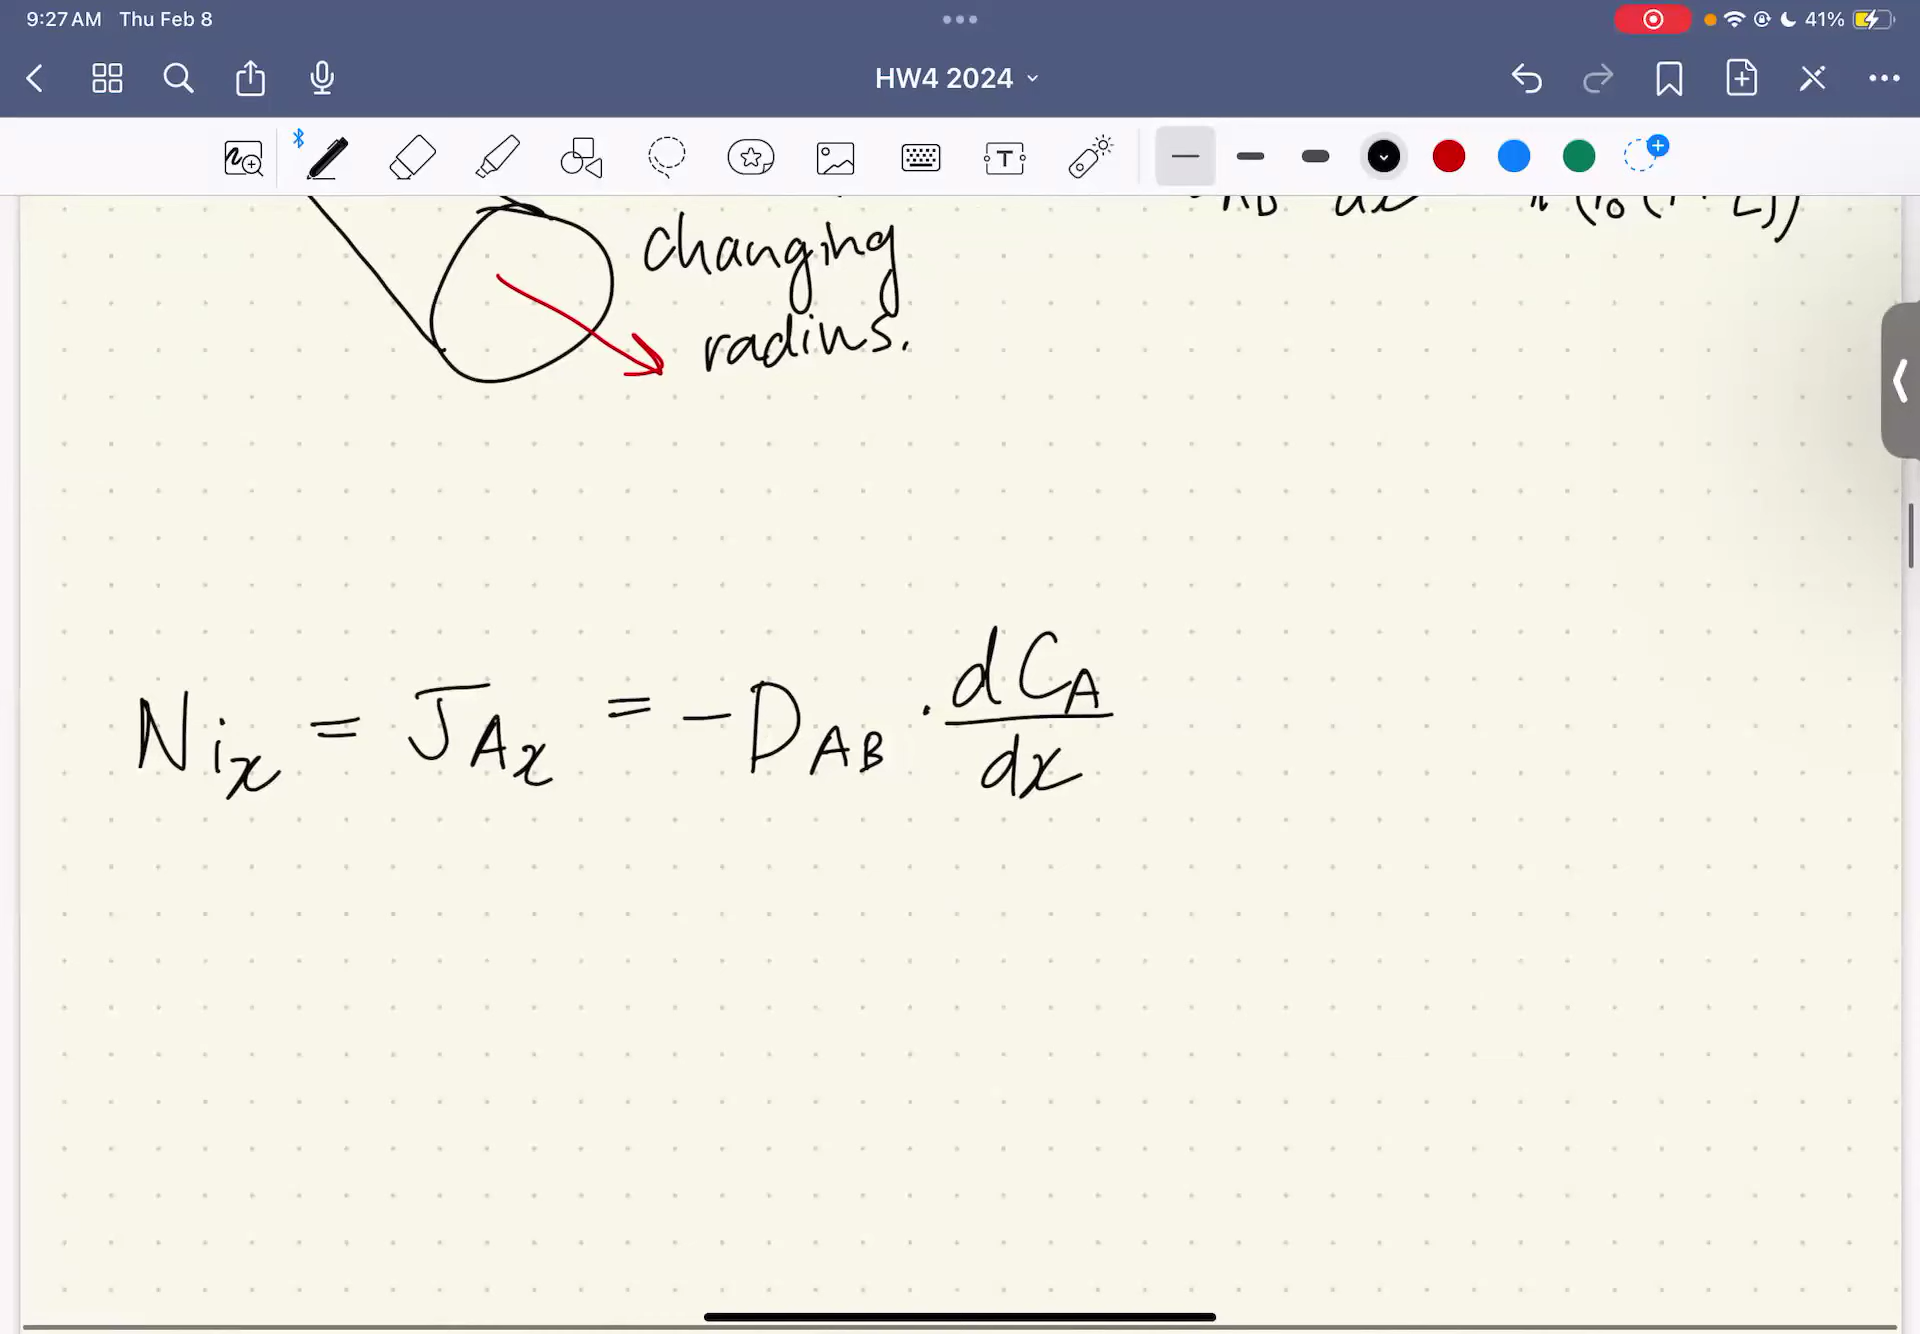 9:27 AM Thu Feb 8
41%
HW4 2024
changing
radius.
N_{ix} = J_{Ax} = -D_{AB} · \frac{dC_A}{dx}